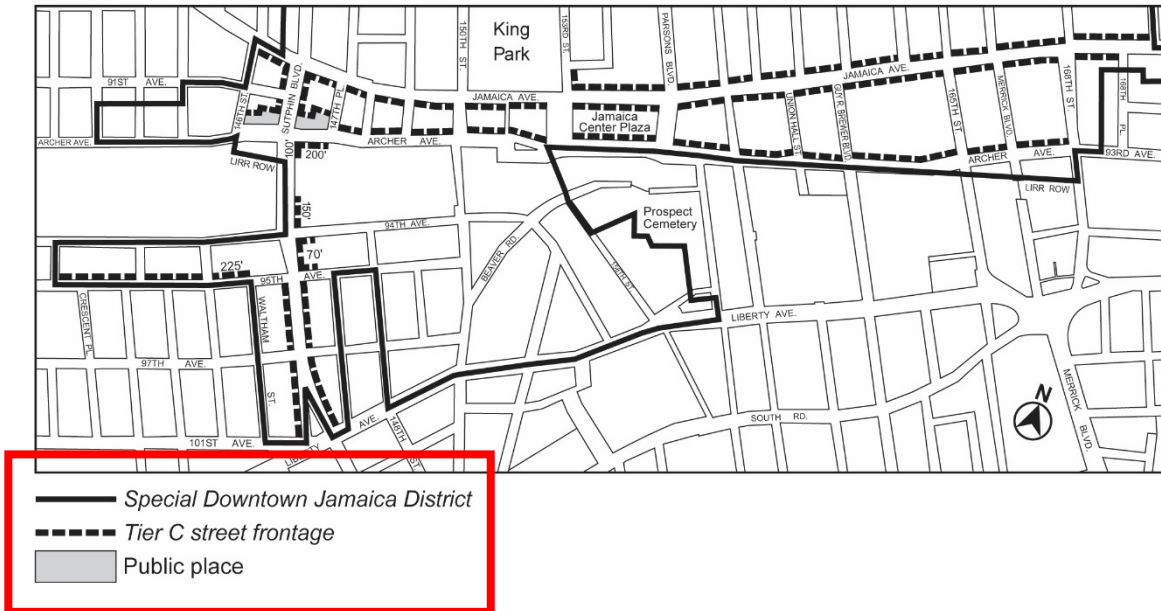 King
Park
150TH ST.
153RD ST.
PARSONS BLVD.
91ST AVE.
146TH ST.
SUTPHIN BLVD.
147TH PL.
JAMAICA AVE.
JAMAICA AVE.
Jamaica
Center Plaza
UNION HALL ST.
GUY R. BREWER BLVD.
165TH ST.
MERRICK BLVD.
168TH ST.
168TH PL.
ARCHER AVE.
100'
200'
ARCHER AVE.
ARCHER AVE.
93RD AVE.
LIRR ROW
LIRR ROW
150'
94TH AVE.
Prospect
Cemetery
70'
225'
95TH AVE.
BEAVER RD
158TH ST.
CRESCENT PL.
WALTHAM ST.
LIBERTY AVE.
97TH AVE.
MERRICK BLVD.
N
SOUTH RD.
101ST AVE.
LIBERTY AVE.
148TH ST.
Special Downtown Jamaica District
Tier C street frontage
Public place